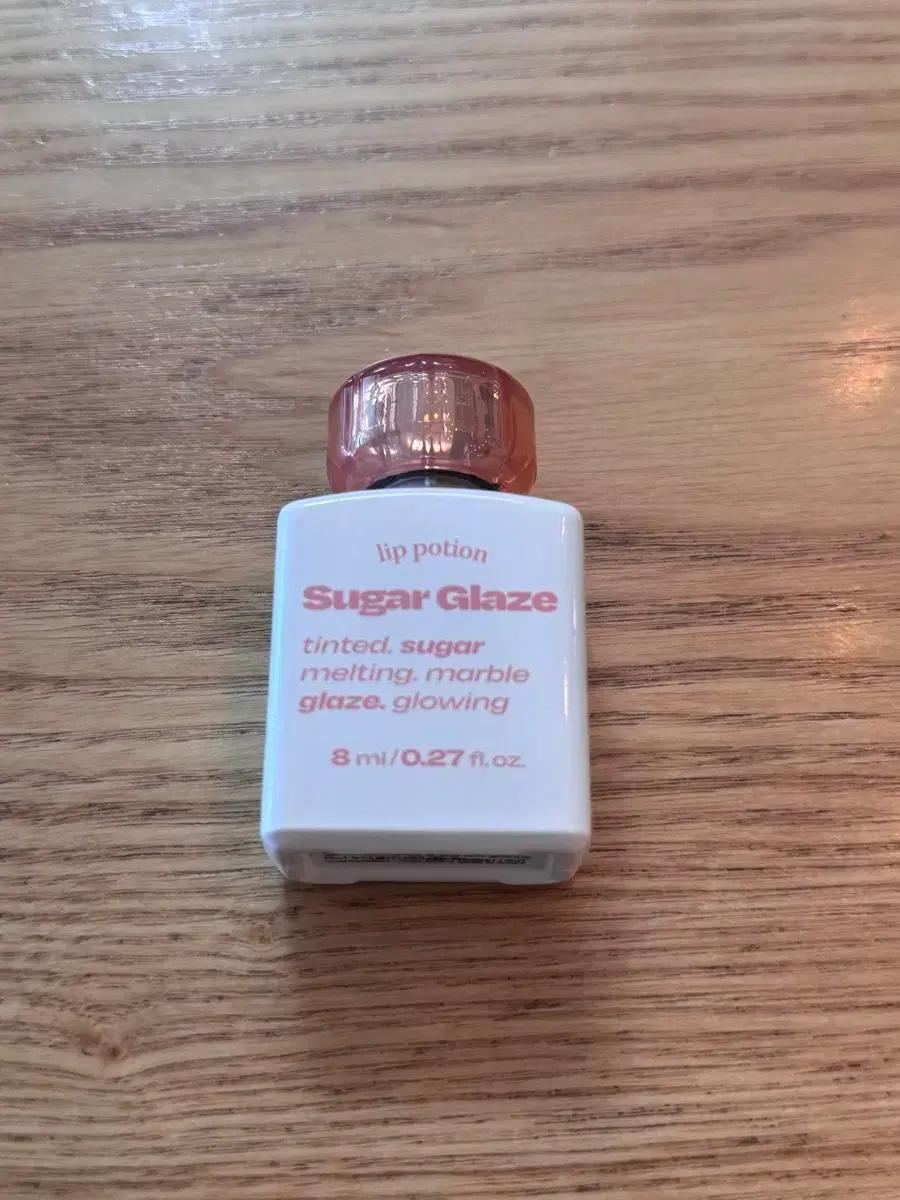 lip potion
Sugar Glaze
tinted. sugar
melting. marble
glaze. glowing
8 ml/0.27 fl.oz.